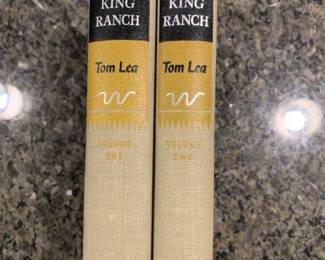 KING
RANCH
Tom Lea
VOLUME
ONE
KING
RANCH
Tom Lea
VOLUME
TWO